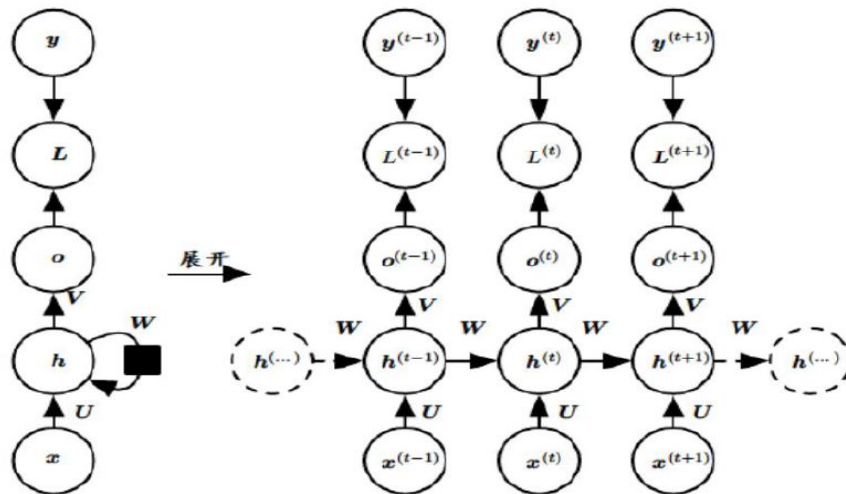 y y^(t−1) y^(t) y^(t+1)
L L^(t−1) L^(t) L^(t+1)
o 展开 o^(t−1) o^(t) o^(t+1)
V V V V
W W W W W
h h^(...) h^(t−1) h^(t) h^(t+1) h^(...)
U U U U
x x^(t−1) x^(t) x^(t+1)